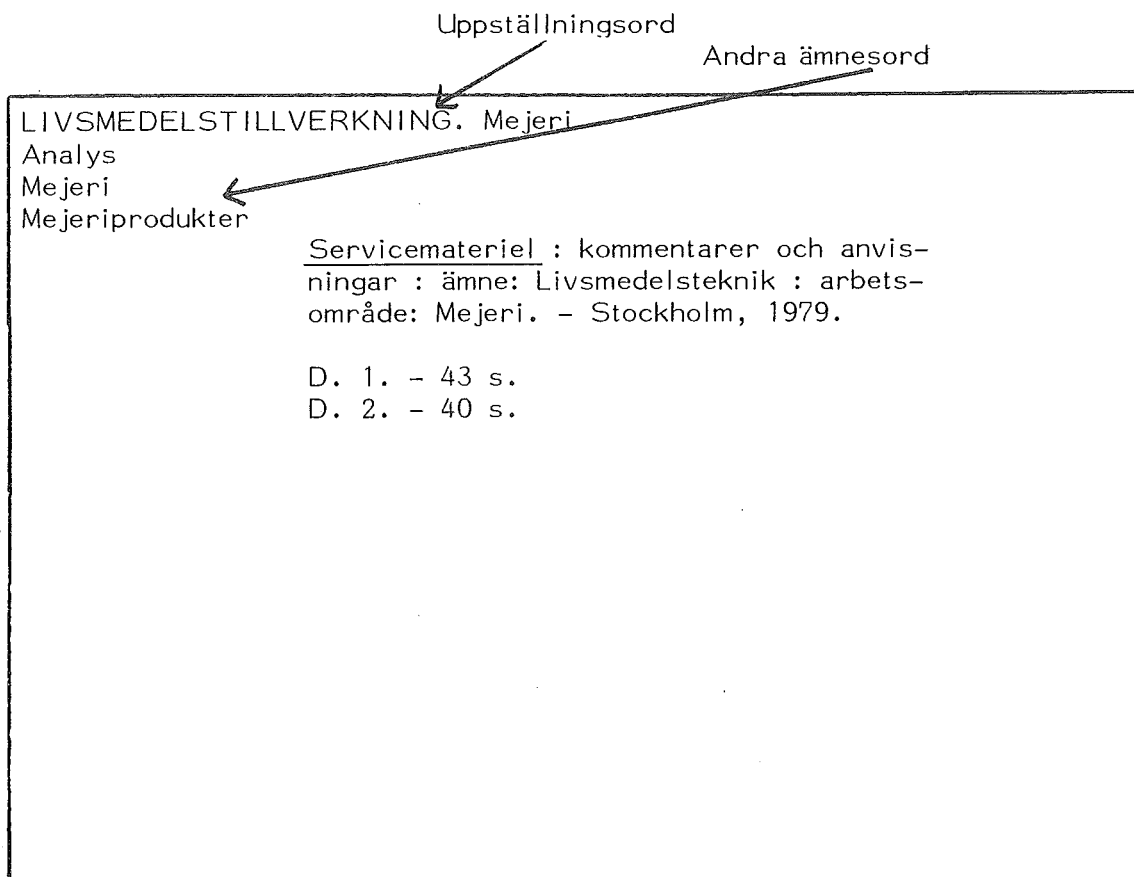 Uppställningsord
Andra ämnesord
LIVSMEDELSTILLVERKNING. Mejeri
Analys
Mejeri
Mejeriprodukter
Servicemateriel : kommentarer och anvis-
ningar : ämne: Livsmedelsteknik : arbets-
område: Mejeri. - Stockholm, 1979.
D. 1. - 43 s.
D. 2. - 40 s.